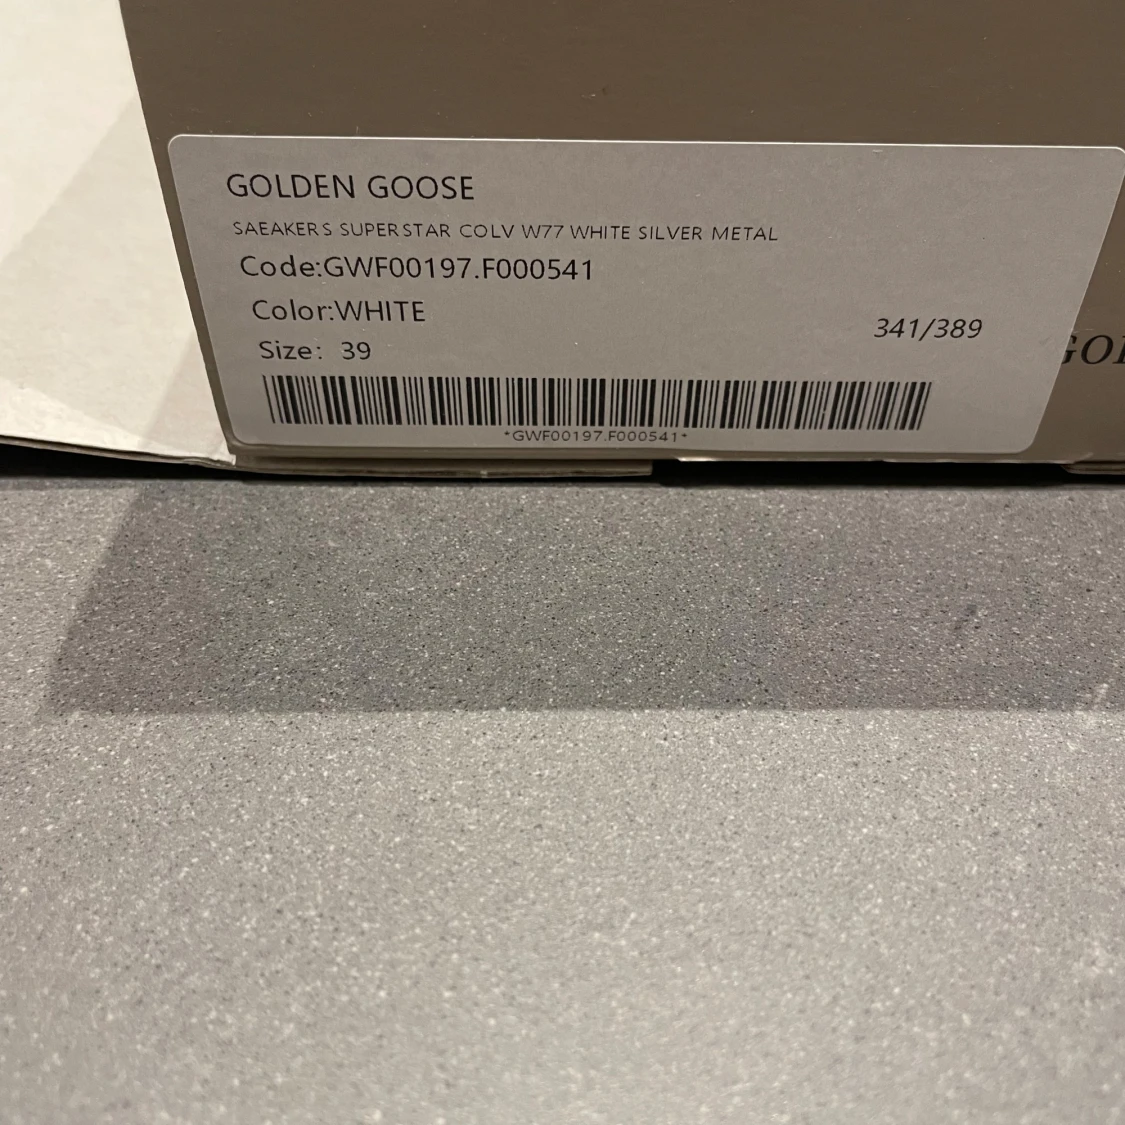 GOLDEN GOOSE
SAEAKERS SUPERSTAR COLV W77 WHITE SILVER METAL
Code:GWF00197.F000541
Color:WHITE
341/389
Size: 39
*GWF00197.F000541*